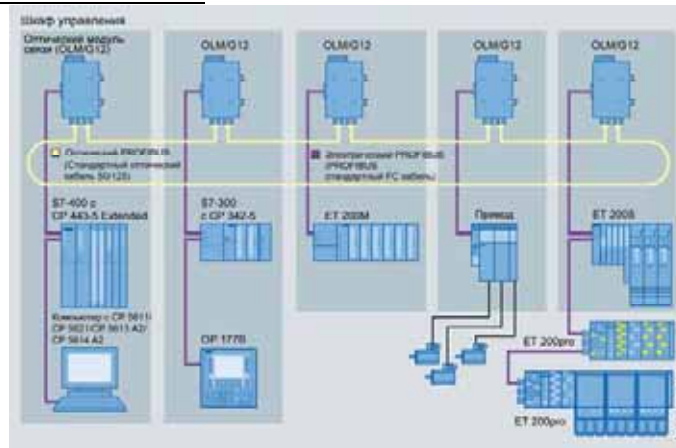 Шкаф управления
Оптический модуль
связи (OLM/G12)
OLM/G12
OLM/G12
OLM/G12
OLM/G12
Оптический PROFIBUS
(Стандартный оптический
кабель 50/125)
Электрический PROFIBUS
(PROFIBUS
стандартный FC кабель)
S7-400 с
CP 443-5 Extended
S7-300
с CP 342-5
ET 200M
Привод
ET 200S
Компьютер с CP 5611/
CP 5621/CP 5613 A2/
CP 5614 A2
OP 177B
ET 200pro
ET 200pro